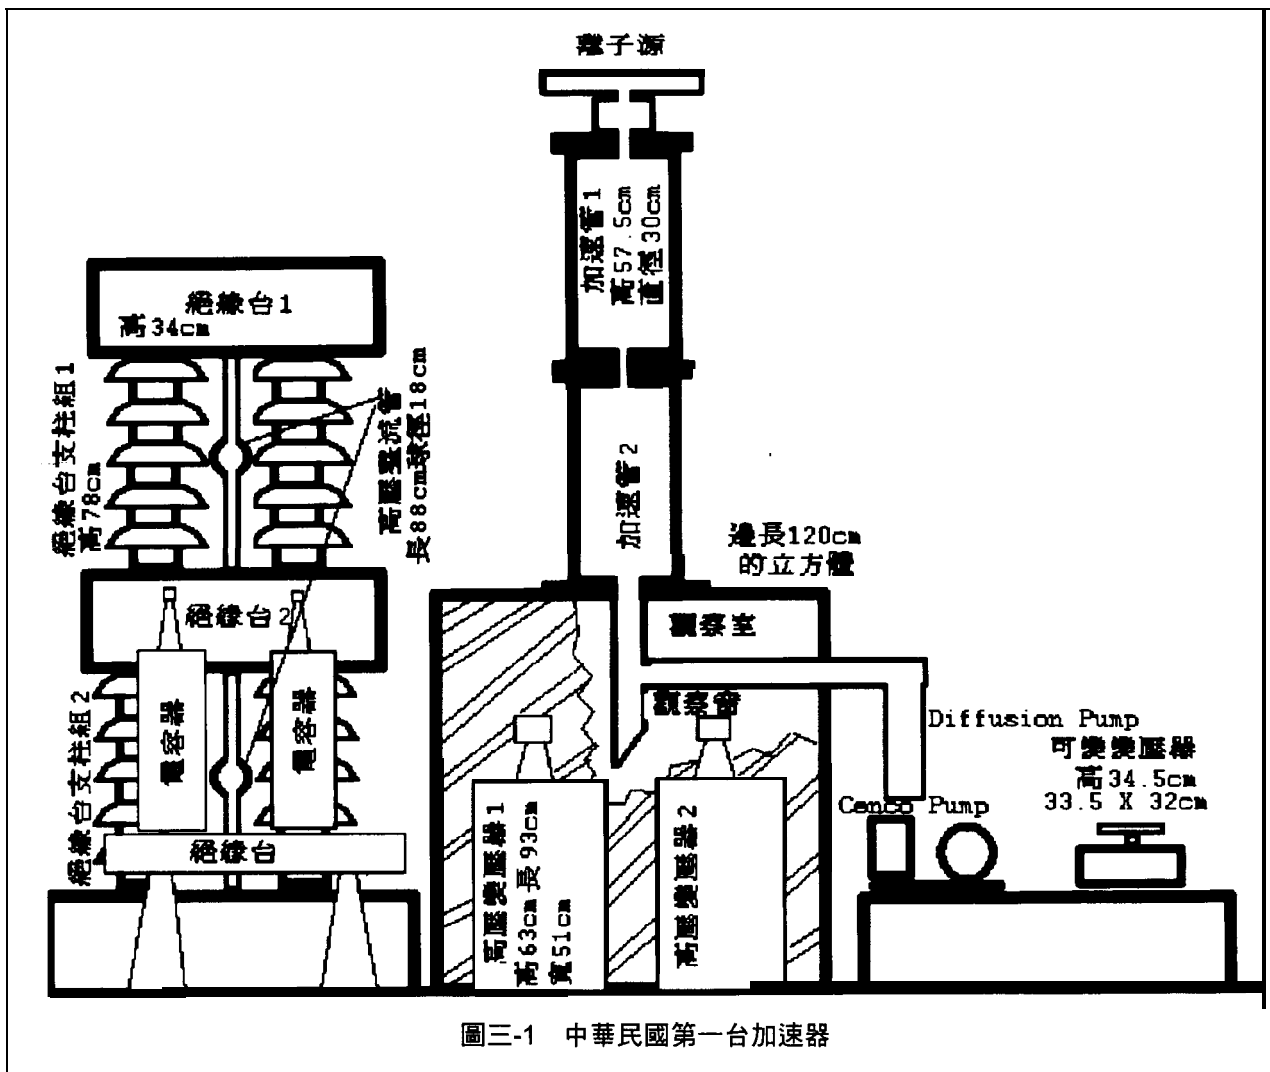 離子源
加速管1
高57.5cm
直徑30cm
絕緣台1
高34cm
絕緣台支柱組1
高78cm
高壓整流管
長88cm球徑18cm
加速管2
邊長120cm
的立方體
絕緣台2
觀察室
觀察窗
絕緣台支柱組2
電容器
電容器
Diffusion Pump
可變變壓器
高34.5cm
33.5 X 32cm
Cenco Pump
絕緣台
高壓變壓器1
高63cm長93cm
寬51cm
高壓變壓器2
圖三-1 中華民國第一台加速器